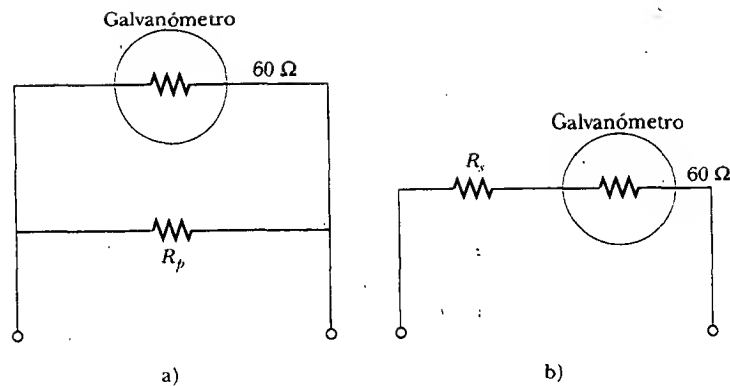 Galvanómetro
60 Ω
R_p
a)
Galvanómetro
R_s
60 Ω
b)